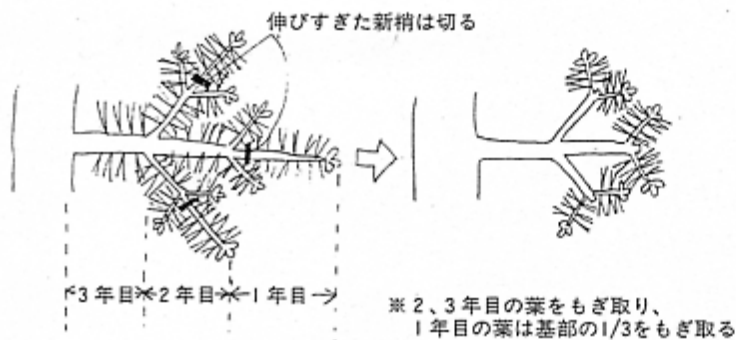 伸びすぎた新梢は切る
3年目 2年目 1年目
※2、3年目の葉をもぎ取り、
1年目の葉は基部の1/3をもぎ取る